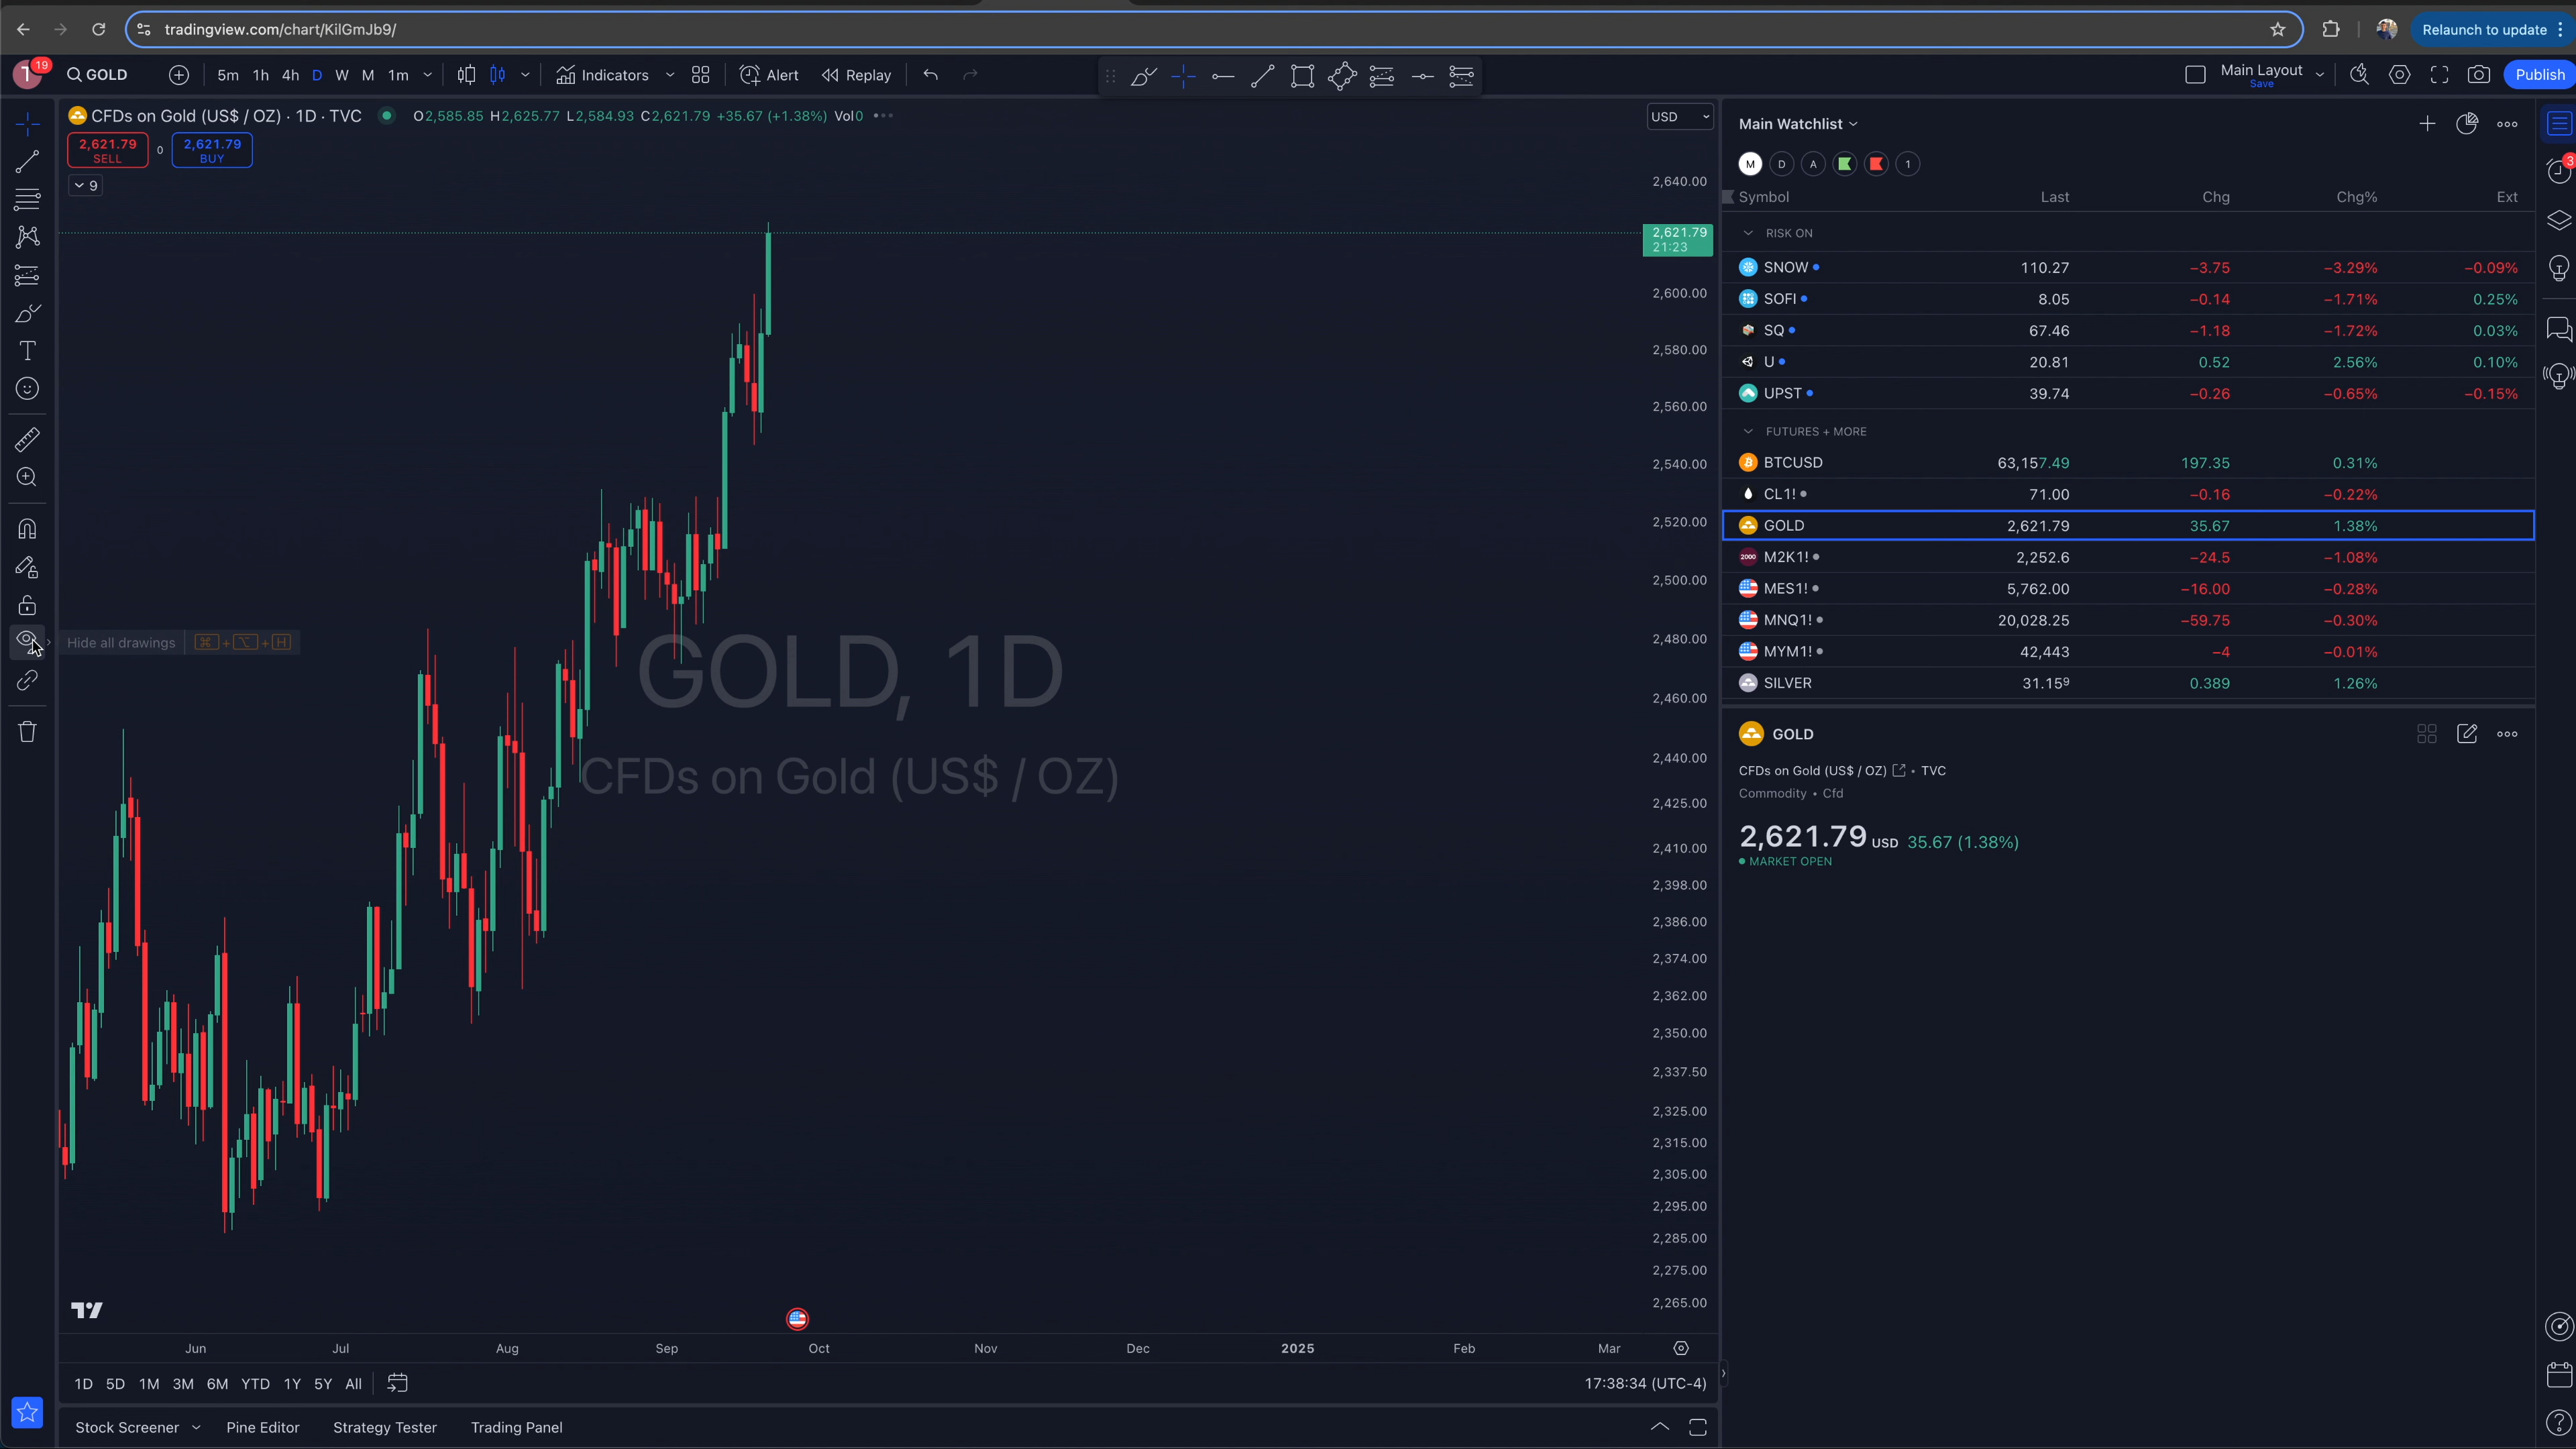 tradingview.com/chart/KilGmJb9/
Relaunch to update
19
GOLD
5m 1h 4h D W M 1m
Indicators
Alert
Replay
Main Layout
Save
Publish
CFDs on Gold (US$ / OZ) · 1D · TVC
O2,585.85 H2,625.77 L2,584.93 C2,621.79 +35.67 (+1.38%) Vol0
2,621.79
SELL
0
2,621.79
BUY
9
USD
2,640.00
2,621.79
21:23
2,600.00
2,580.00
2,560.00
2,540.00
2,520.00
2,500.00
2,480.00
2,460.00
2,440.00
2,425.00
2,410.00
2,398.00
2,386.00
2,374.00
2,362.00
2,350.00
2,337.50
2,325.00
2,315.00
2,305.00
2,295.00
2,285.00
2,275.00
2,265.00
Hide all drawings ⌘ + ⌥ + H
GOLD, 1D
CFDs on Gold (US$ / OZ)
Jun Jul Aug Sep Oct Nov Dec 2025 Feb Mar
1D 5D 1M 3M 6M YTD 1Y 5Y All
17:38:34 (UTC-4)
Stock Screener Pine Editor Strategy Tester Trading Panel
Main Watchlist
M D A 1
3
Symbol Last Chg Chg% Ext
RISK ON
SNOW 110.27 −3.75 −3.29% −0.09%
SOFI 8.05 −0.14 −1.71% 0.25%
SQ 67.46 −1.18 −1.72% 0.03%
U 20.81 0.52 2.56% 0.10%
UPST 39.74 −0.26 −0.65% −0.15%
FUTURES + MORE
BTCUSD 63,157.49 197.35 0.31%
CL1! 71.00 −0.16 −0.22%
GOLD 2,621.79 35.67 1.38%
2000 M2K1! 2,252.6 −24.5 −1.08%
MES1! 5,762.00 −16.00 −0.28%
MNQ1! 20,028.25 −59.75 −0.30%
MYM1! 42,443 −4 −0.01%
SILVER 31.15⁹ 0.389 1.26%
GOLD
CFDs on Gold (US$ / OZ) • TVC
Commodity • Cfd
2,621.79 USD 35.67 (1.38%)
MARKET OPEN